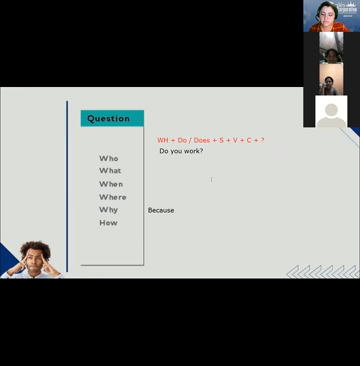 Question
WH + Do / Does + S + V + C + ?
Do you work?
Who
What
When
Where
Why
Because
How